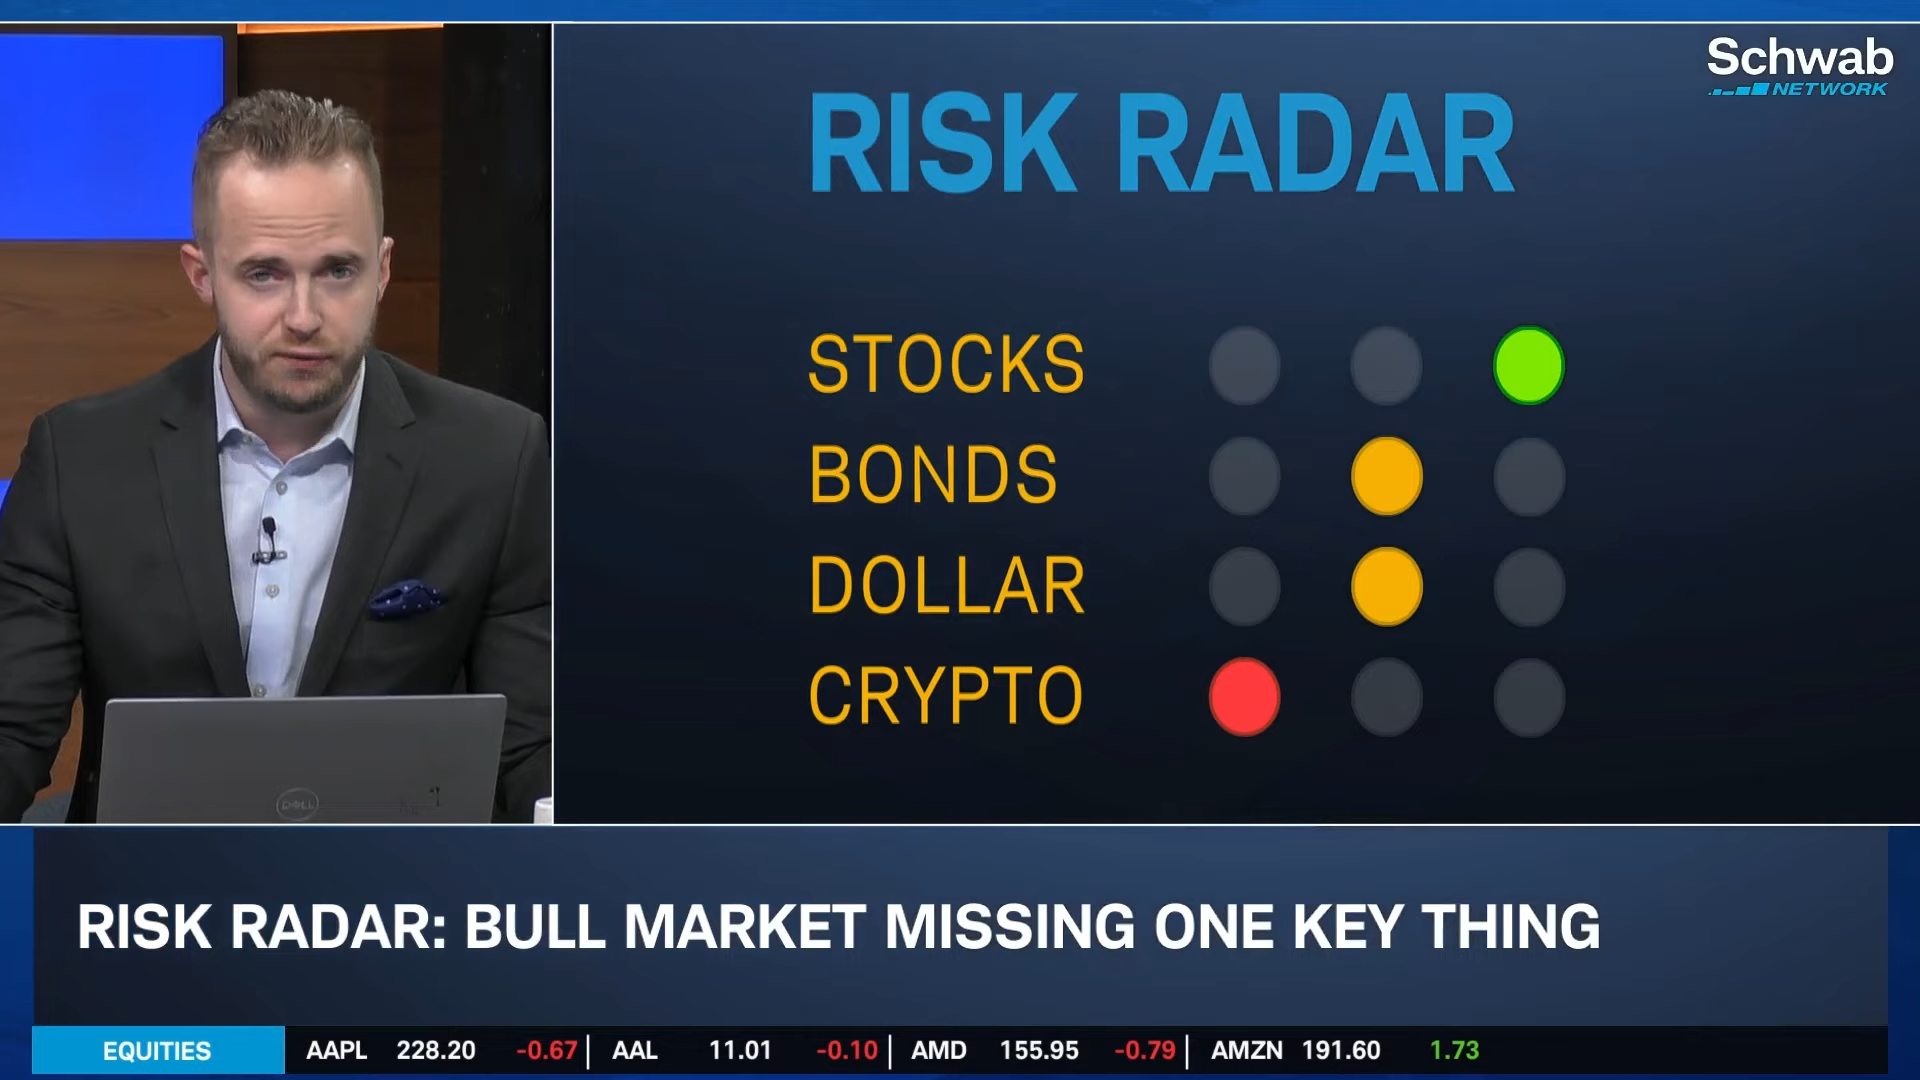 Schwab
NETWORK
RISK RADAR
STOCKS
BONDS
DOLLAR
CRYPTO
DELL
RISK RADAR: BULL MARKET MISSING ONE KEY THING
EQUITIES AAPL 228.20 -0.67 AAL 11.01 -0.10 AMD 155.95 -0.79 AMZN 191.60 1.73